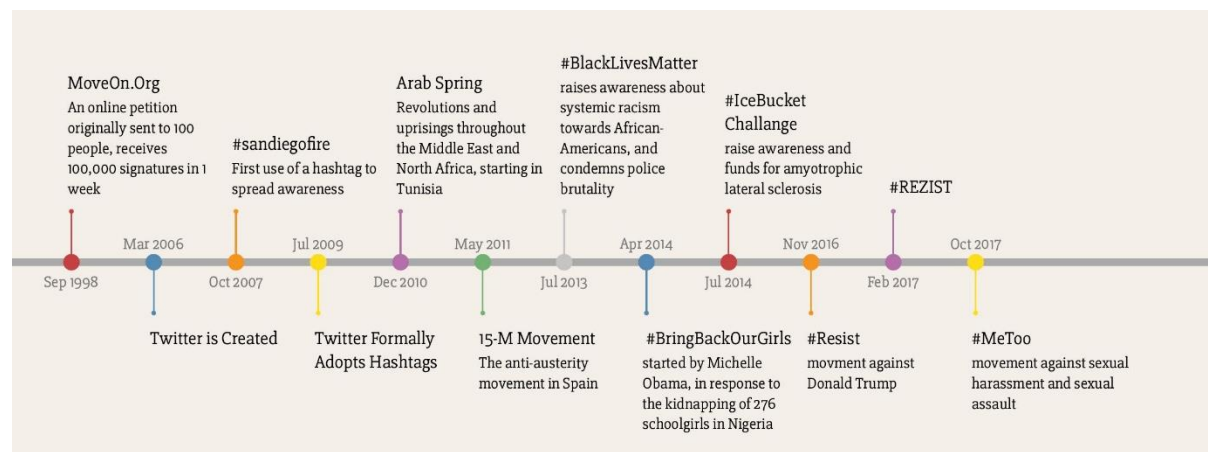 MoveOn.Org
An online petition
originally sent to 100
people, receives
100,000 signatures in 1
week
Sep 1998
Mar 2006
Twitter is Created
#sandiegofire
First use of a hashtag to
spread awareness
Oct 2007
Jul 2009
Twitter Formally
Adopts Hashtags
Arab Spring
Revolutions and
uprisings throughout
the Middle East and
North Africa, starting in
Tunisia
Dec 2010
May 2011
15-M Movement
The anti-austerity
movement in Spain
#BlackLivesMatter
raises awareness about
systemic racism
towards African-
Americans, and
condemns police
brutality
Jul 2013
Apr 2014
#BringBackOurGirls
started by Michelle
Obama, in response to
the kidnapping of 276
schoolgirls in Nigeria
#IceBucket
Challange
raise awareness and
funds for amyotrophic
lateral sclerosis
Jul 2014
Nov 2016
#Resist
movment against
Donald Trump
#REZIST
Feb 2017
Oct 2017
#MeToo
movement against sexual
harassment and sexual
assault